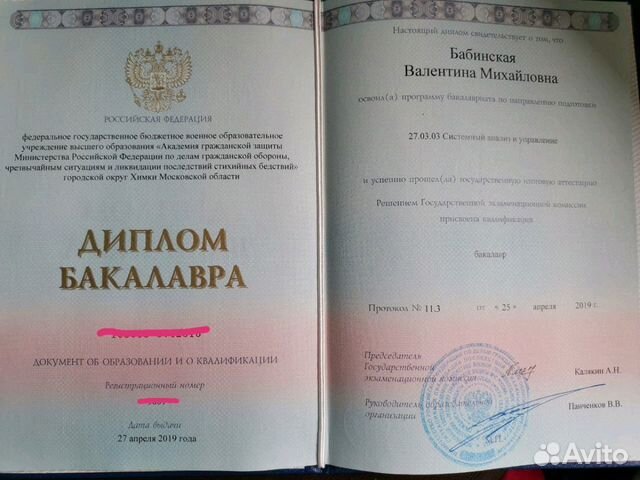 РОССИЙСКАЯ ФЕДЕРАЦИЯ
федеральное государственное бюджетное военное образовательное
учреждение высшего образования «Академия гражданской защиты
Министерства Российской Федерации по делам гражданской обороны,
чрезвычайным ситуациям и ликвидации последствий стихийных бедствий»
городской округ Химки Московской области
ДИПЛОМ
БАКАЛАВРА
ДОКУМЕНТ ОБ ОБРАЗОВАНИИ И О КВАЛИФИКАЦИИ
Регистрационный номер
Дата выдачи
27 апреля 2019 года
Настоящий диплом свидетельствует о том, что
Бабинская
Валентина Михайловна
освоил(а) программу бакалавриата по направлению подготовки
27.03.03 Системный анализ и управление
и успешно прошел(ла) государственную итоговую аттестацию
Решением Государственной экзаменационной комиссии
присвоена квалификация
бакалавр
Протокол № 11.3 от « 25 » апреля 2019 г.
Председатель
Государственной
экзаменационной комиссии
Калякин А.Н.
Руководитель образовательной
организации
Панченков В.В.
М.П.
Avito